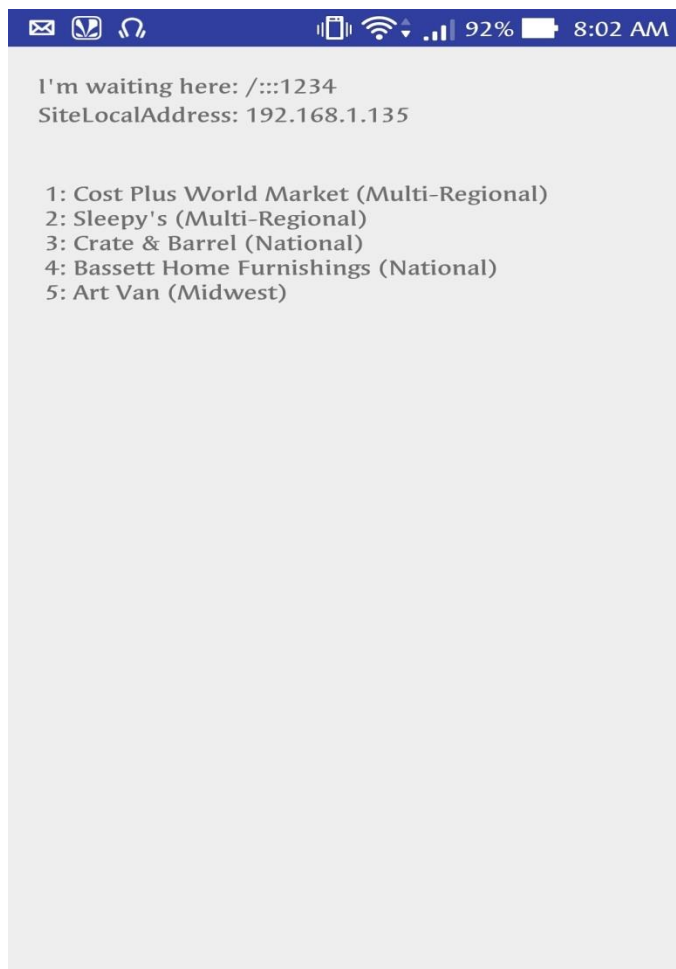 92% 8:02 AM
I'm waiting here: /:::1234
SiteLocalAddress: 192.168.1.135
1: Cost Plus World Market (Multi-Regional)
2: Sleepy's (Multi-Regional)
3: Crate & Barrel (National)
4: Bassett Home Furnishings (National)
5: Art Van (Midwest)